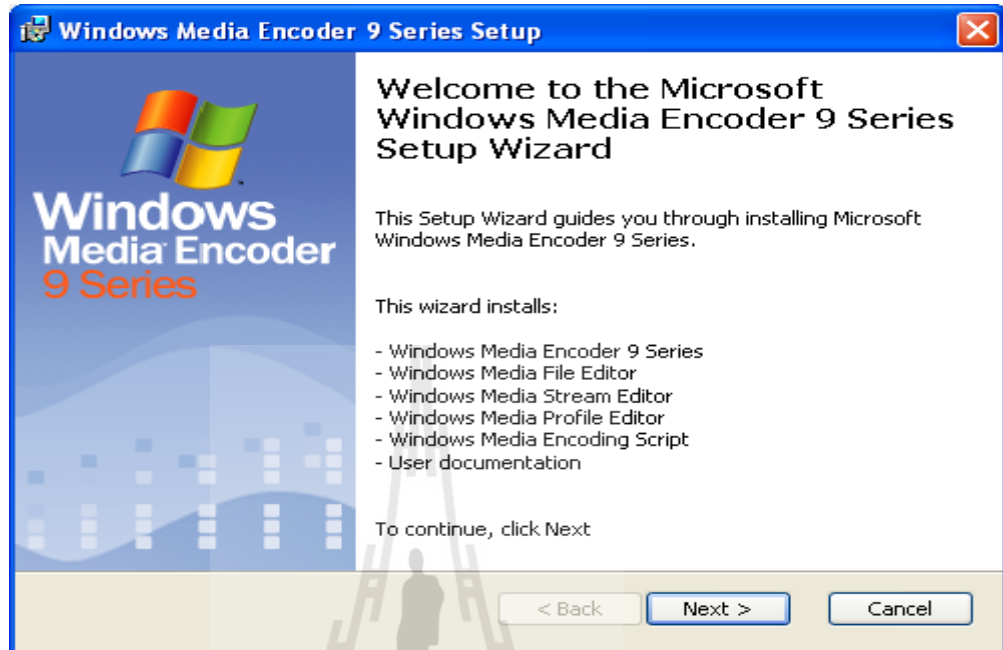 Windows Media Encoder 9 Series Setup
Windows
Media Encoder
9 Series
Welcome to the Microsoft
Windows Media Encoder 9 Series
Setup Wizard
This Setup Wizard guides you through installing Microsoft
Windows Media Encoder 9 Series.
This wizard installs:
- Windows Media Encoder 9 Series
- Windows Media File Editor
- Windows Media Stream Editor
- Windows Media Profile Editor
- Windows Media Encoding Script
- User documentation
To continue, click Next
< Back
Next >
Cancel